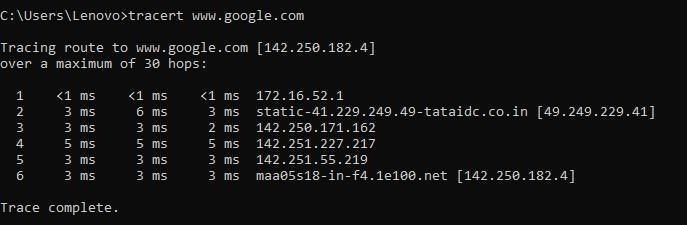 C:\Users\Lenovo>tracert www.google.com
Tracing route to www.google.com [142.250.182.4]
over a maximum of 30 hops:
1 <1 ms <1 ms <1 ms 172.16.52.1
2 3 ms 6 ms 3 ms static-41.229.249.49-tataidc.co.in [49.249.229.41]
3 3 ms 3 ms 2 ms 142.250.171.162
4 5 ms 5 ms 5 ms 142.251.227.217
5 3 ms 3 ms 3 ms 142.251.55.219
6 3 ms 3 ms 3 ms maa05s18-in-f4.1e100.net [142.250.182.4]
Trace complete.